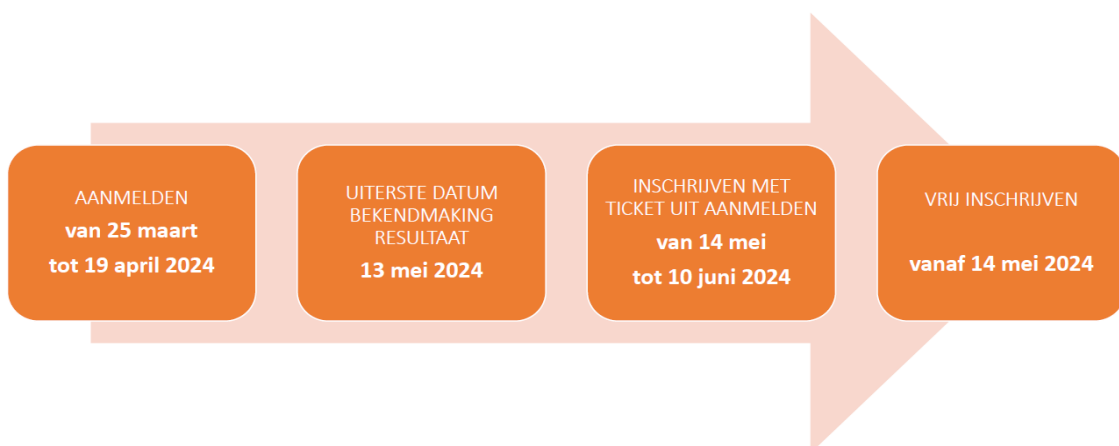 AANMELDEN
van 25 maart
tot 19 april 2024
UITERSTE DATUM
BEKENDMAKING
RESULTAAT
13 mei 2024
INSCHRIJVEN MET
TICKET UIT AANMELDEN
van 14 mei
tot 10 juni 2024
VRIJ INSCHRIJVEN
vanaf 14 mei 2024